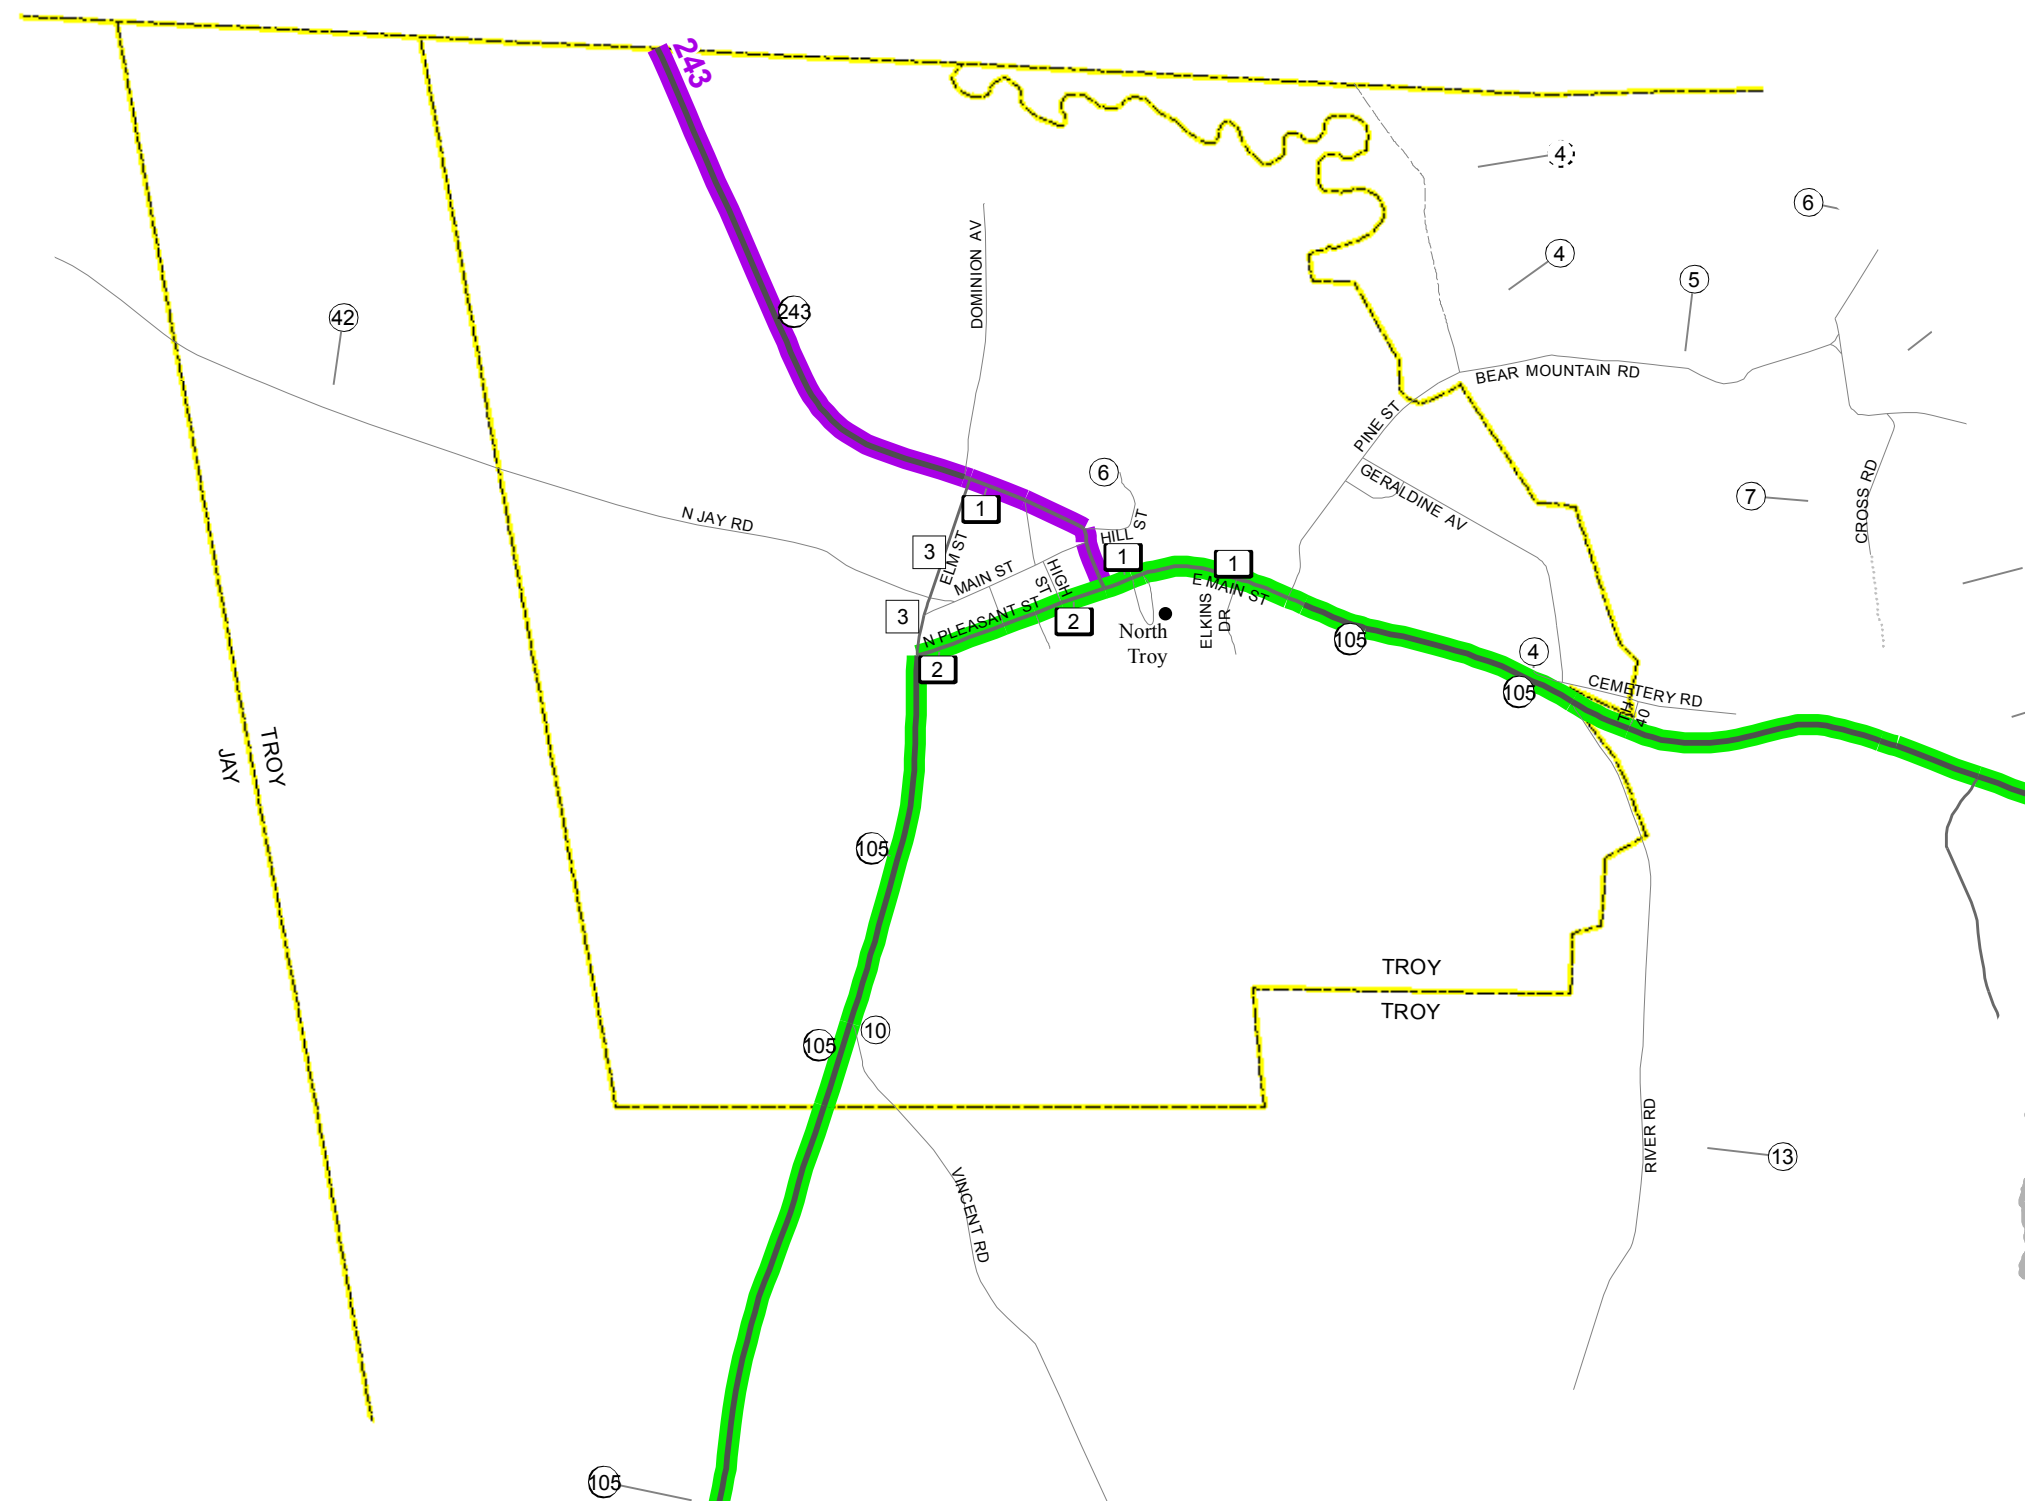 243
4
6
DOMINION AV
4
5
243
42
BEAR MOUNTAIN RD
PINE ST
6
GERALDINE AV
CROSS RD
7
1
N JAY RD
HILL ST
3
ELM ST
1
1
MAIN ST
HIGH ST
E MAIN ST
3
N PLEASANT ST
2
North
Troy
ELKINS
DR
105
4
2
105
CEMETERY RD
TH
40
TROY
JAY
105
TROY
TROY
10
105
RIVER RD
13
VINCENT RD
105